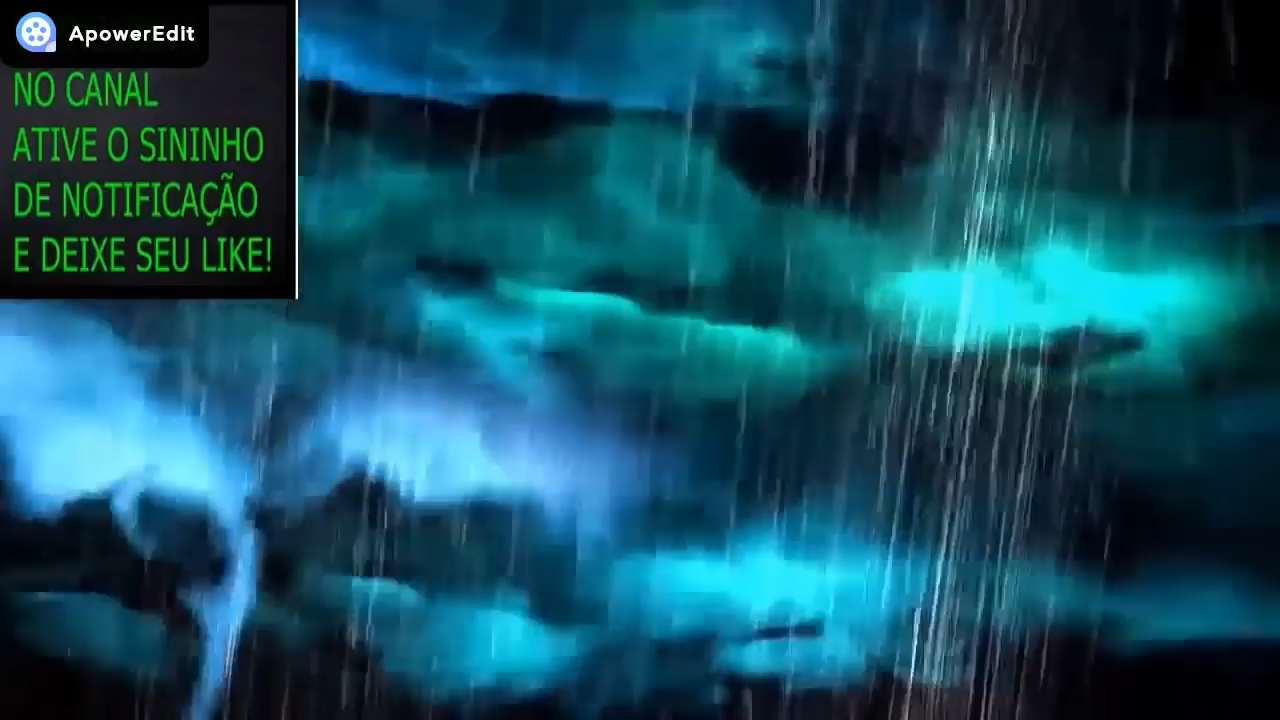 ApowerEdit
NO CANAL
ATIVE O SININHO
DE NOTIFICAÇÃO
E DEIXE SEU LIKE!